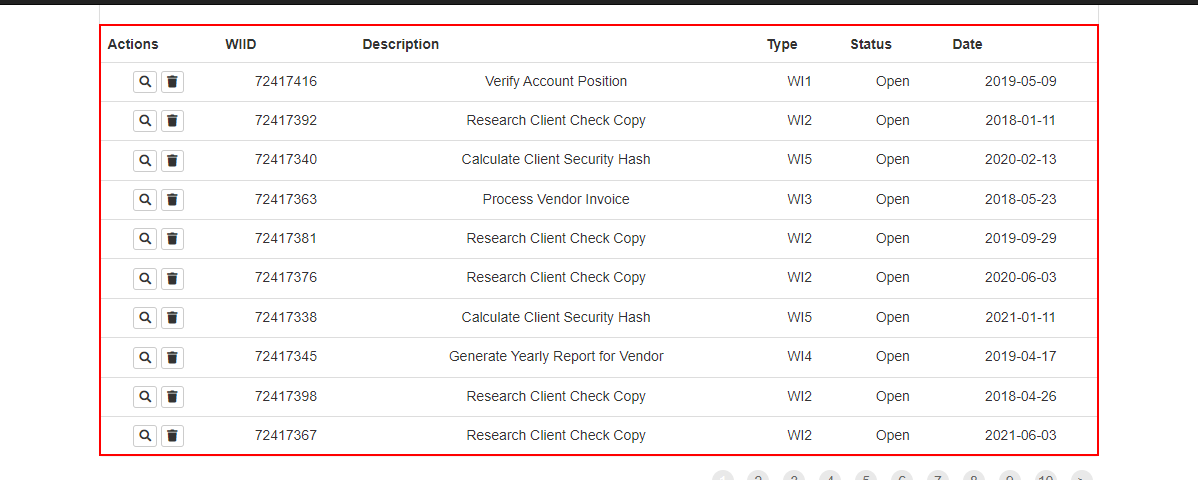 Actions WIID Description Type Status Date
72417416 Verify Account Position WI1 Open 2019-05-09
72417392 Research Client Check Copy WI2 Open 2018-01-11
72417340 Calculate Client Security Hash WI5 Open 2020-02-13
72417363 Process Vendor Invoice WI3 Open 2018-05-23
72417381 Research Client Check Copy WI2 Open 2019-09-29
72417376 Research Client Check Copy WI2 Open 2020-06-03
72417338 Calculate Client Security Hash WI5 Open 2021-01-11
72417345 Generate Yearly Report for Vendor WI4 Open 2019-04-17
72417398 Research Client Check Copy WI2 Open 2018-04-26
72417367 Research Client Check Copy WI2 Open 2021-06-03
1 2 3 4 5 6 7 8 9 10 >